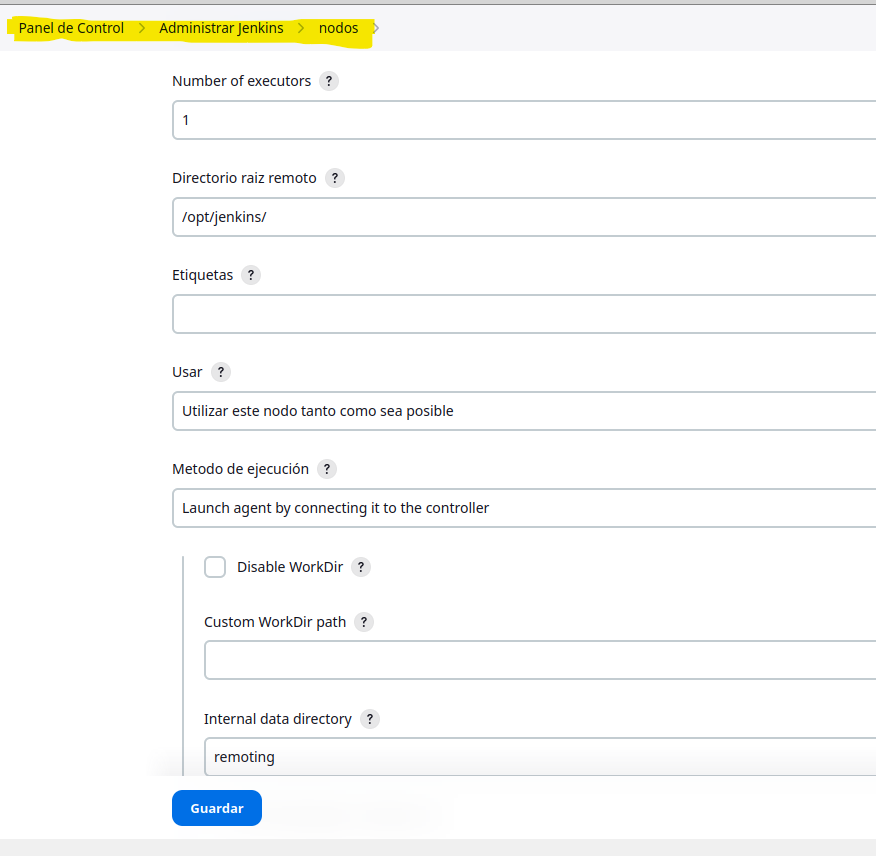 Panel de Control > Administrar Jenkins > nodos >
Number of executors ?
1
Directorio raiz remoto ?
/opt/jenkins/
Etiquetas ?
Usar ?
Utilizar este nodo tanto como sea posible
Metodo de ejecución ?
Launch agent by connecting it to the controller
Disable WorkDir ?
Custom WorkDir path ?
Internal data directory ?
remoting
Guardar